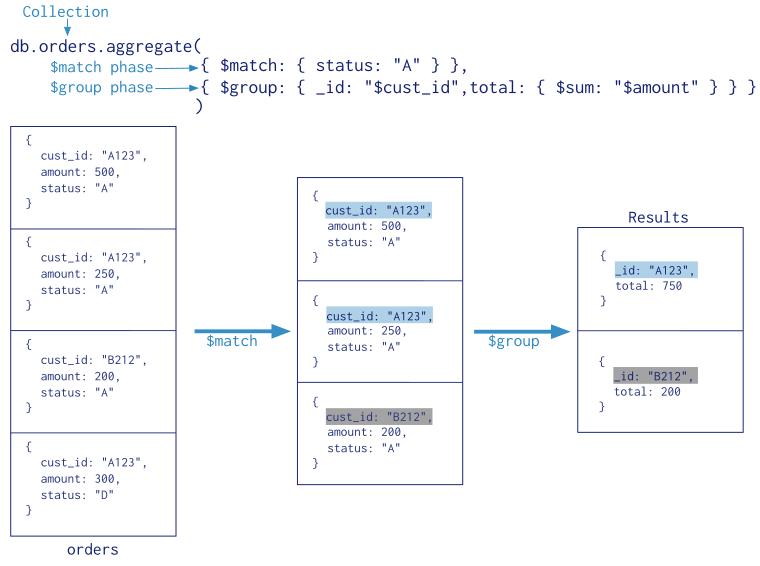 Collection
db.orders.aggregate(
$match phase { $match: { status: "A" } },
$group phase { $group: { _id: "$cust_id",total: { $sum: "$amount" } } }
)
{
cust_id: "A123",
amount: 500,
status: "A"
}
{
cust_id: "A123",
amount: 250,
status: "A"
}
{
cust_id: "B212",
amount: 200,
status: "A"
}
{
cust_id: "A123",
amount: 300,
status: "D"
}
orders
$match
{
cust_id: "A123",
amount: 500,
status: "A"
}
{
cust_id: "A123",
amount: 250,
status: "A"
}
{
cust_id: "B212",
amount: 200,
status: "A"
}
$group
Results
{
_id: "A123",
total: 750
}
{
_id: "B212",
total: 200
}